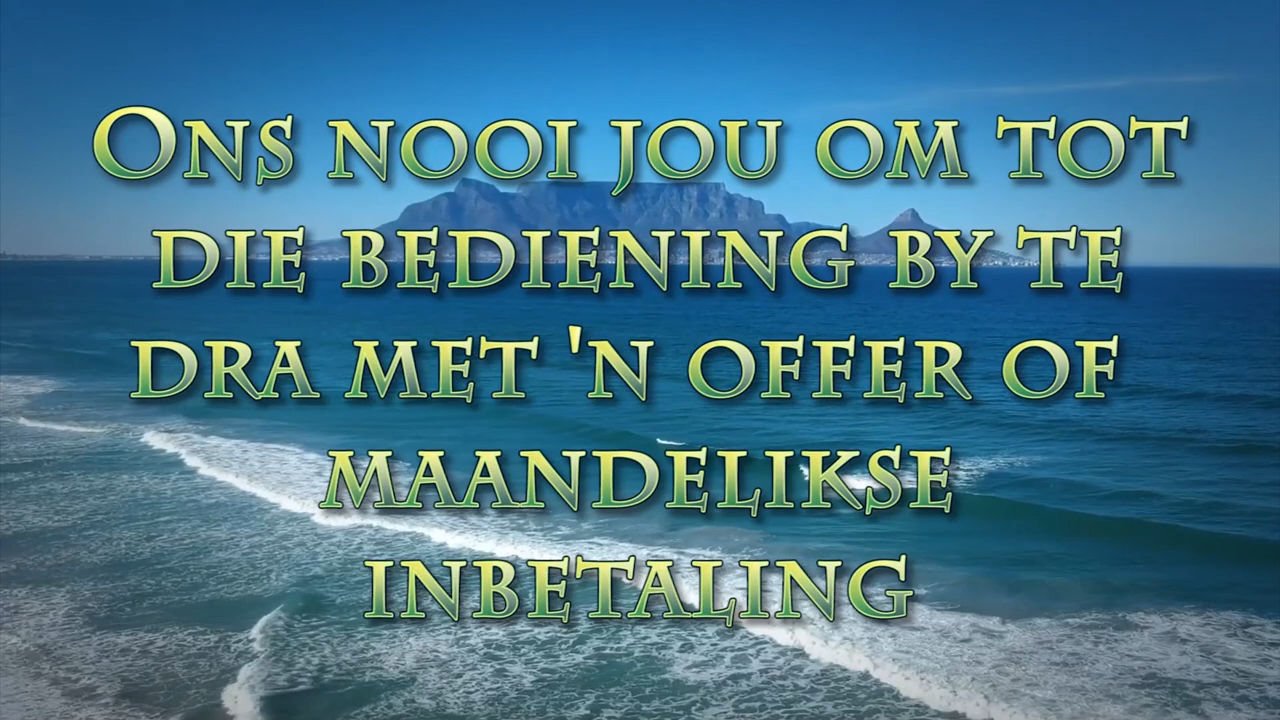 Ons nooi jou om tot
die bediening by te
dra met 'n offer of
maandelikse
inbetaling